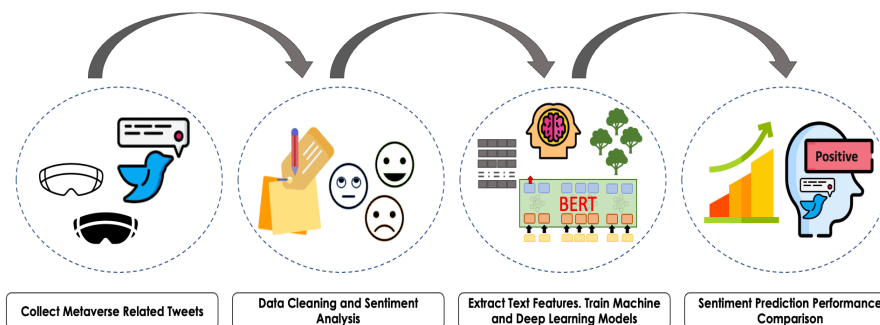 BERT
Positive
Collect Metaverse Related Tweets
Data Cleaning and Sentiment
Analysis
Extract Text Features. Train Machine
and Deep Learning Models
Sentiment Prediction Performance
Comparison